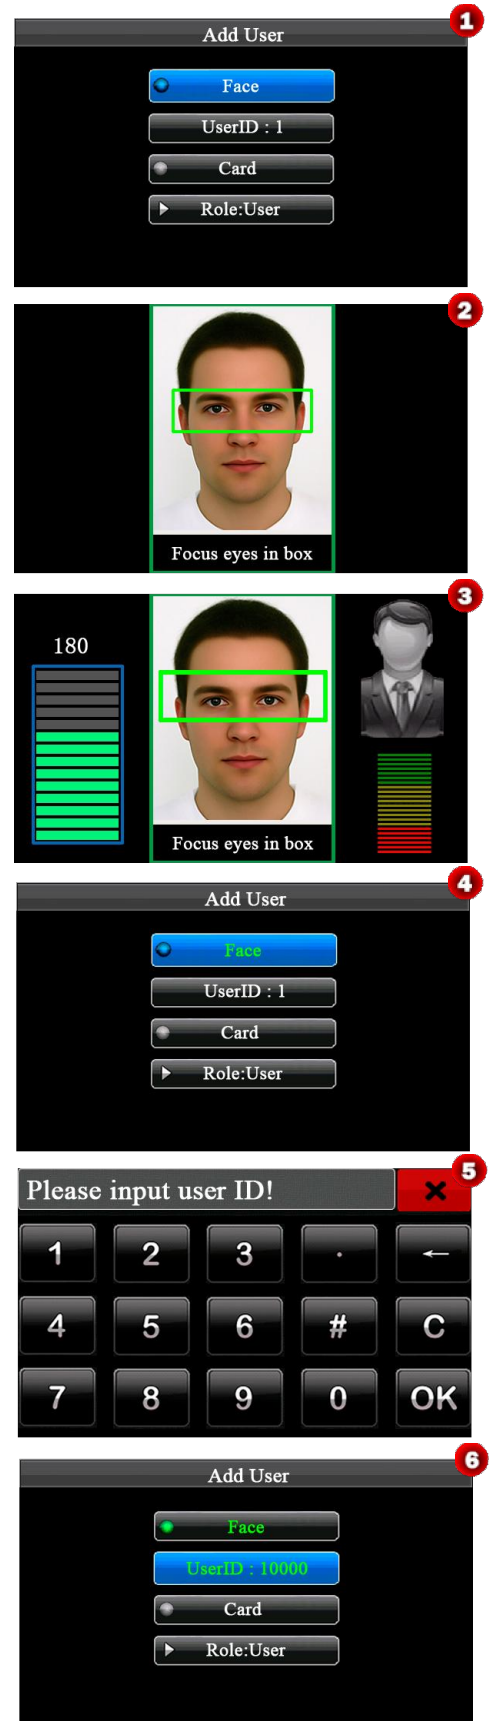 1
Add User
Face
UserID : 1
Card
Role:User
2
Focus eyes in box
3
180
Focus eyes in box
4
Add User
Face
UserID : 1
Card
Role:User
5
Please input user ID!
1 2 3 . ←
4 5 6 # C
7 8 9 0 OK
6
Add User
Face
UserID : 10000
Card
Role:User